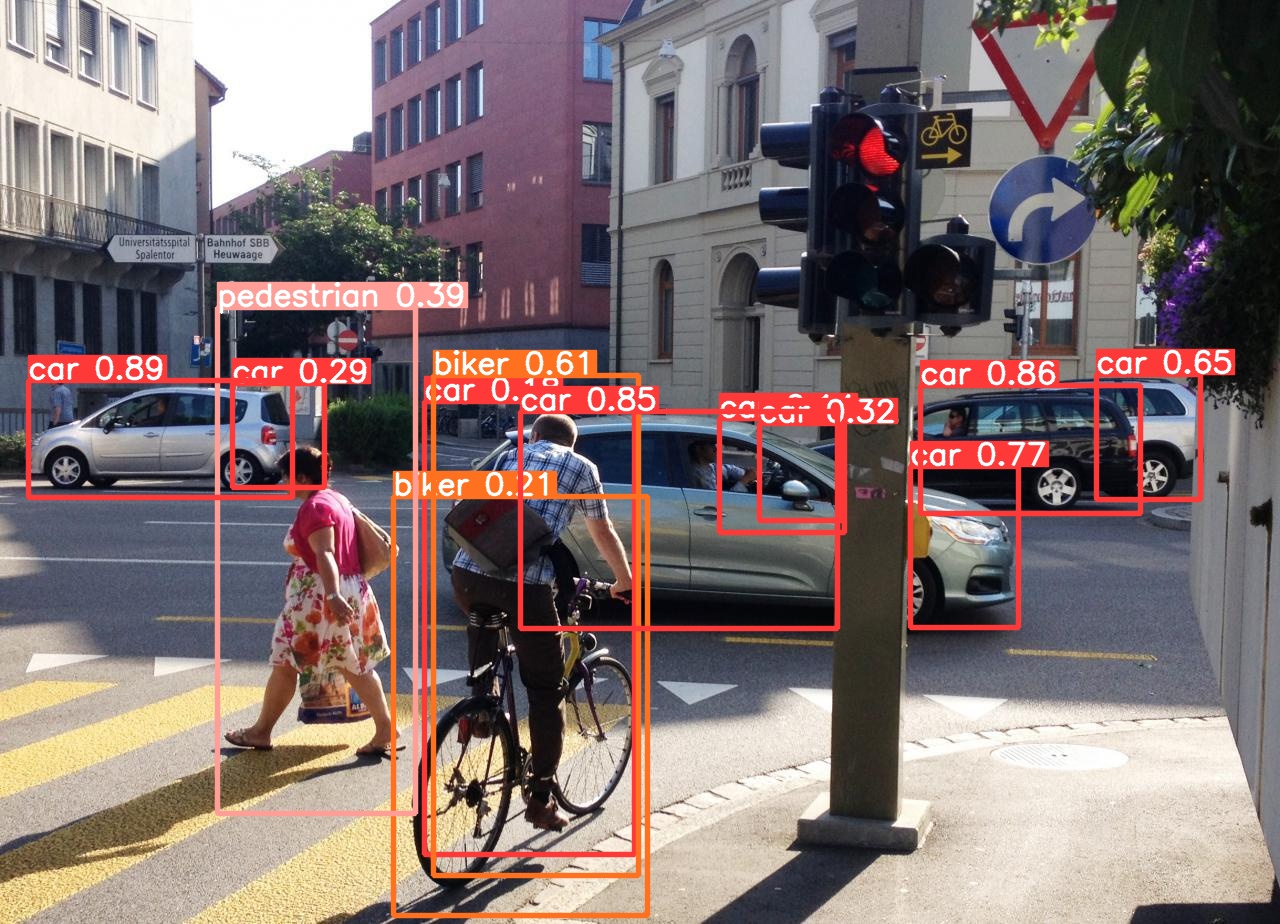 Universitätsspital
Spalentor
Bahnhof SBB
Heuwaage
pedestrian 0.39
car 0.89
car 0.29
biker 0.61
car 0.18
car 0.85
car 0.32
car 0.86
car 0.65
car 0.77
biker 0.21